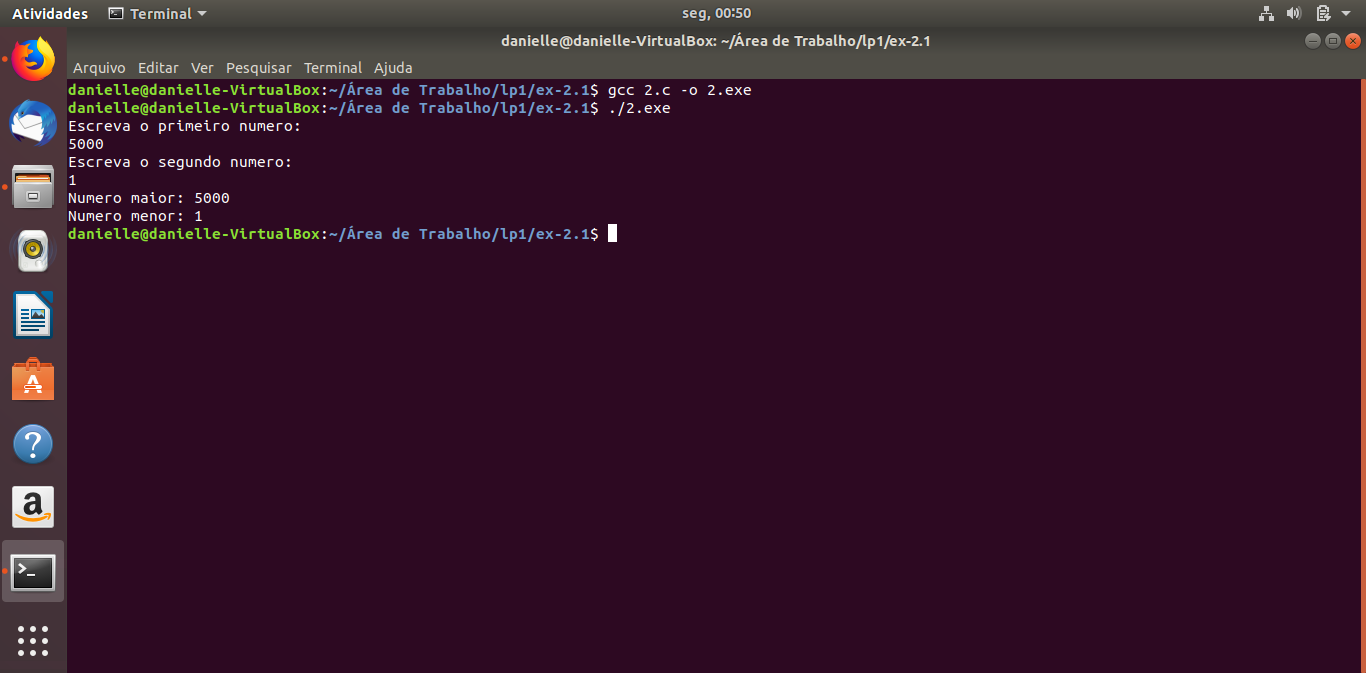 Atividades Terminal seg, 00:50
danielle@danielle-VirtualBox: ~/Área de Trabalho/lp1/ex-2.1
Arquivo Editar Ver Pesquisar Terminal Ajuda
danielle@danielle-VirtualBox:~/Área de Trabalho/lp1/ex-2.1$ gcc 2.c -o 2.exe
danielle@danielle-VirtualBox:~/Área de Trabalho/lp1/ex-2.1$ ./2.exe
Escreva o primeiro numero:
5000
Escreva o segundo numero:
1
Numero maior: 5000
Numero menor: 1
danielle@danielle-VirtualBox:~/Área de Trabalho/lp1/ex-2.1$